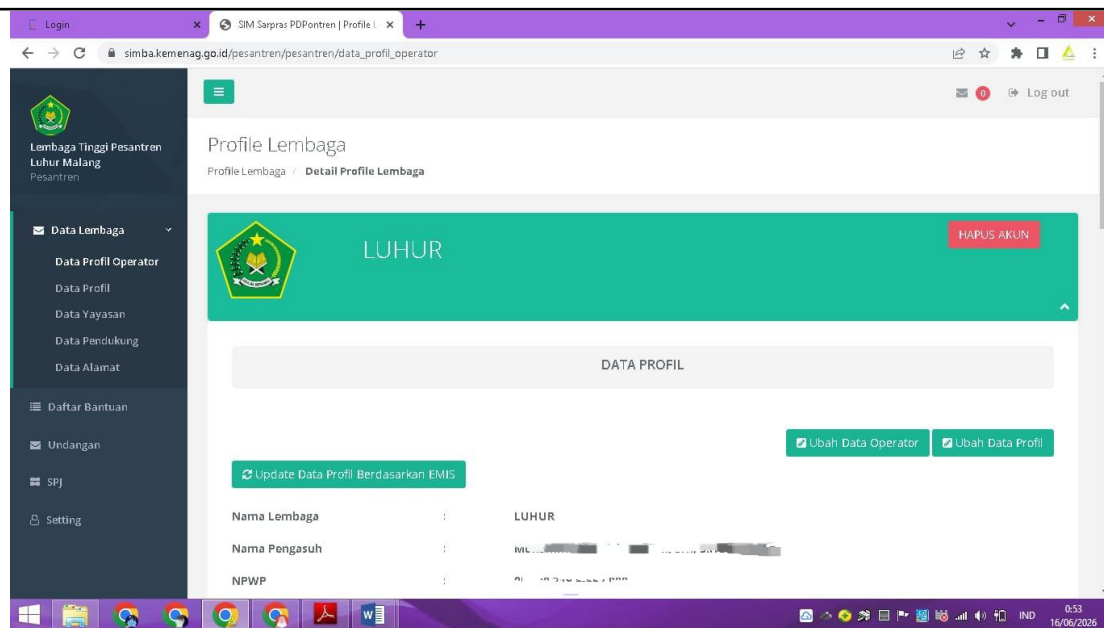 Login
SIM Sarpras PDPontren | Profile L
simba.kemenag.go.id/pesantren/pesantren/data_profil_operator
0 Log out
Lembaga Tinggi Pesantren
Luhur Malang
Pesantren
Profile Lembaga
Profile Lembaga / Detail Profile Lembaga
Data Lembaga
Data Profil Operator
Data Profil
Data Yayasan
Data Pendukung
Data Alamat
Daftar Bantuan
Undangan
SPJ
Setting
LUHUR
HAPUS AKUN
DATA PROFIL
Ubah Data Operator
Ubah Data Profil
Update Data Profil Berdasarkan EMIS
Nama Lembaga : LUHUR
Nama Pengasuh :
NPWP :
IND
0:53
16/06/2026